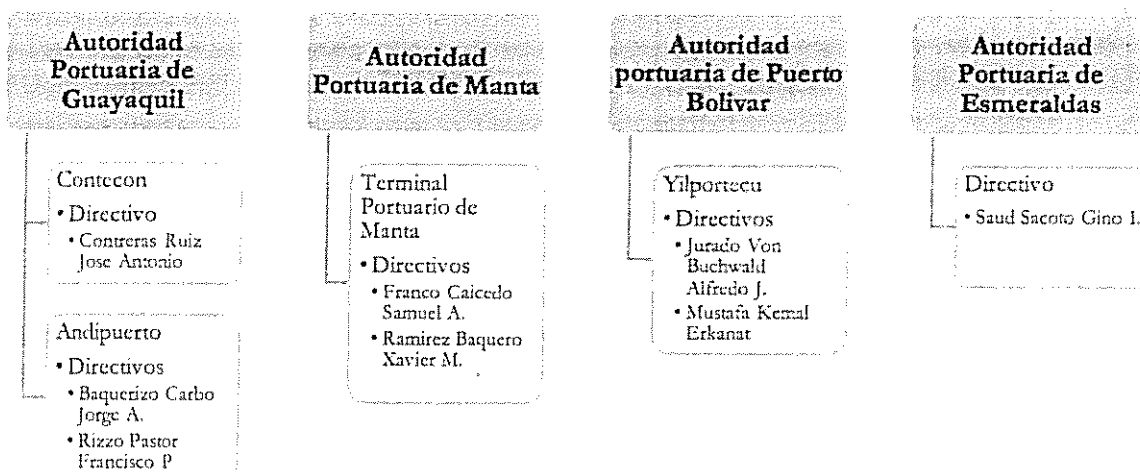 Autoridad
Portuaria de
Guayaquil
Contecon
• Directivo
• Contreras Ruiz
Jose Antonio
Andipuerto
• Directivos
• Baquerizo Carbo
Jorge A.
• Rizzo Pastor
Francisco P
Autoridad
Portuaria de Manta
Terminal
Portuario de
Manta
• Directivos
• Franco Caicedo
Samuel A.
• Ramirez Baquero
Xavier M.
Autoridad
portuaria de Puerto
Bolivar
Yilportecu
• Directivos
• Jurado Von
Buchwald
Alfredo J.
• Mustafa Kemal
Erkanat
Autoridad
Portuaria de
Esmeraldas
Directivo
• Saud Sacoto Gino I.